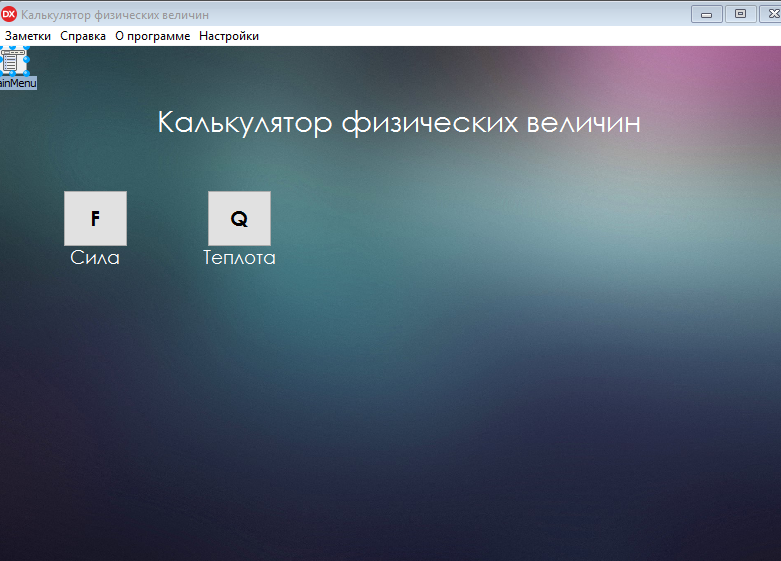 DX Калькулятор физических величин
Заметки Справка О программе Настройки
ainMenu
Калькулятор физических величин
F Q
Сила Теплота